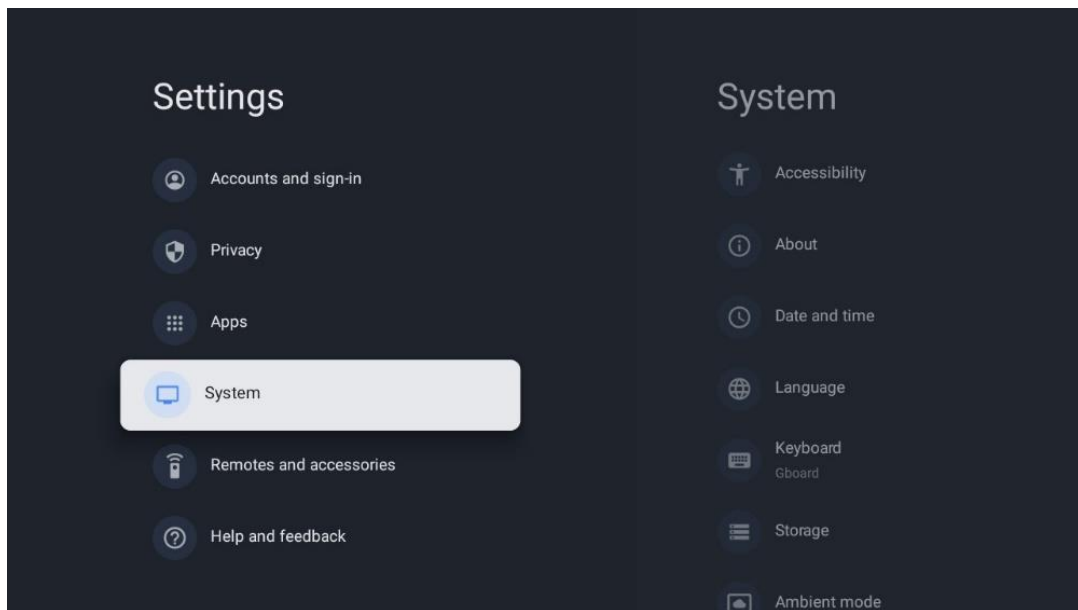 Settings
Accounts and sign-in
Privacy
Apps
System
Remotes and accessories
Help and feedback
System
Accessibility
About
Date and time
Language
Keyboard
Gboard
Storage
Ambient mode